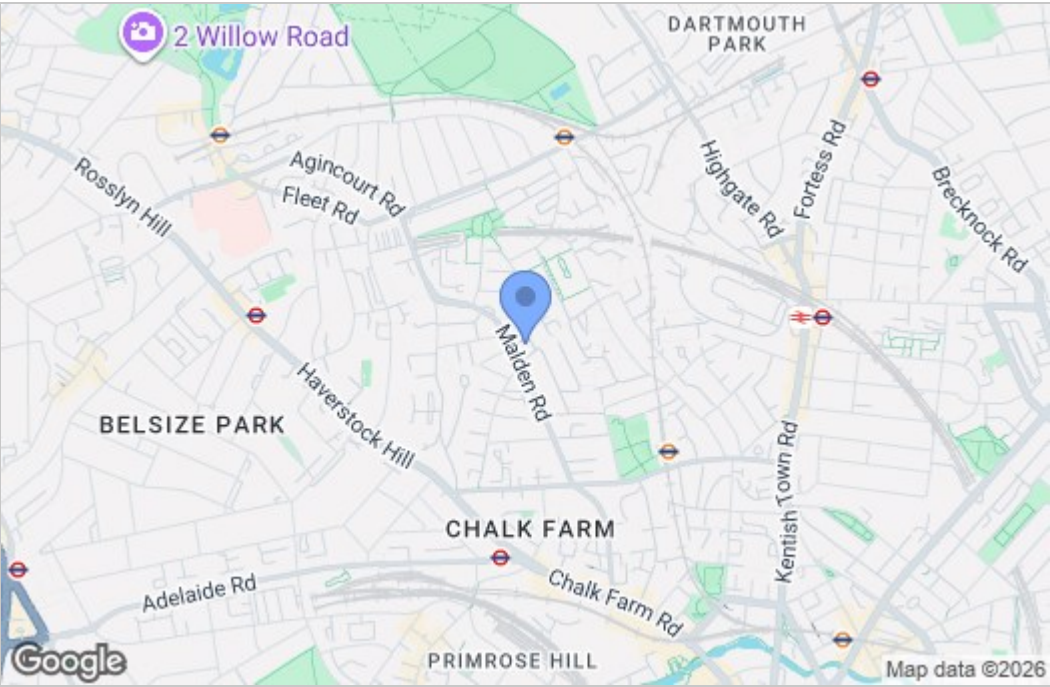 2 Willow Road
DARTMOUTH
PARK
Rosslyn Hill
Agincourt Rd
Fleet Rd
Highgate Rd
Fortess Rd
Brecknock Rd
Malden Rd
Haverstock Hill
BELSIZE PARK
Kentish Town Rd
CHALK FARM
Adelaide Rd
Chalk Farm Rd
PRIMROSE HILL
Google
Map data ©2026